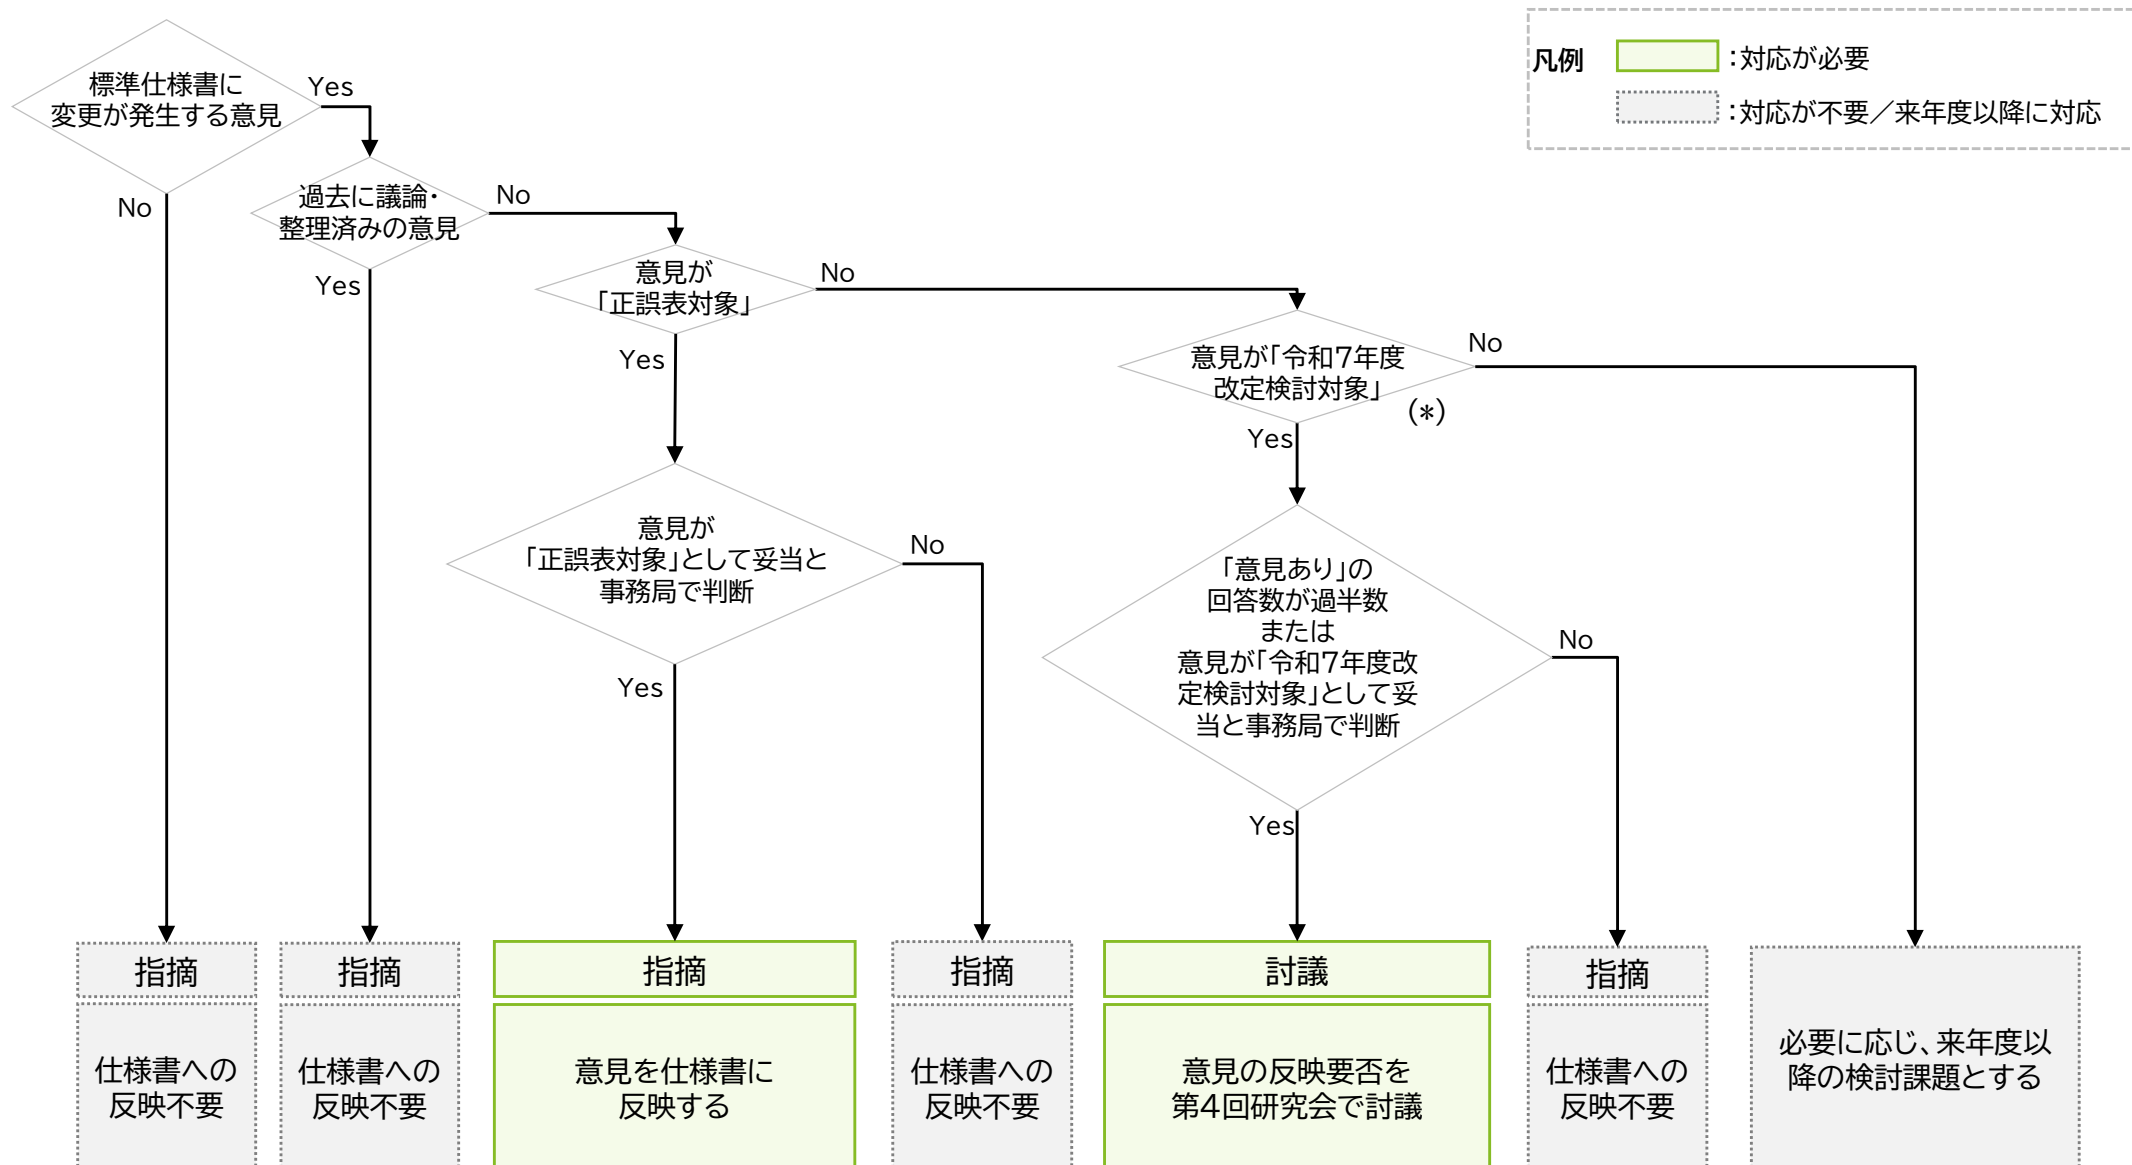 標準仕様書に
変更が発生する意見
Yes
No
凡例
：対応が必要
：対応が不要／来年度以降に対応
過去に議論・
整理済みの意見
No
Yes
意見が
「正誤表対象」
No
Yes
意見が「令和7年度
改定検討対象」
(*)
No
Yes
意見が
「正誤表対象」として妥当と
事務局で判断
No
Yes
「意見あり」の
回答数が過半数
または
意見が「令和7年度改
定検討対象」として妥
当と事務局で判断
No
Yes
指摘
仕様書への
反映不要
指摘
仕様書への
反映不要
指摘
意見を仕様書に
反映する
指摘
仕様書への
反映不要
討議
意見の反映要否を
第4回研究会で討議
指摘
仕様書への
反映不要
必要に応じ、来年度以
降の検討課題とする